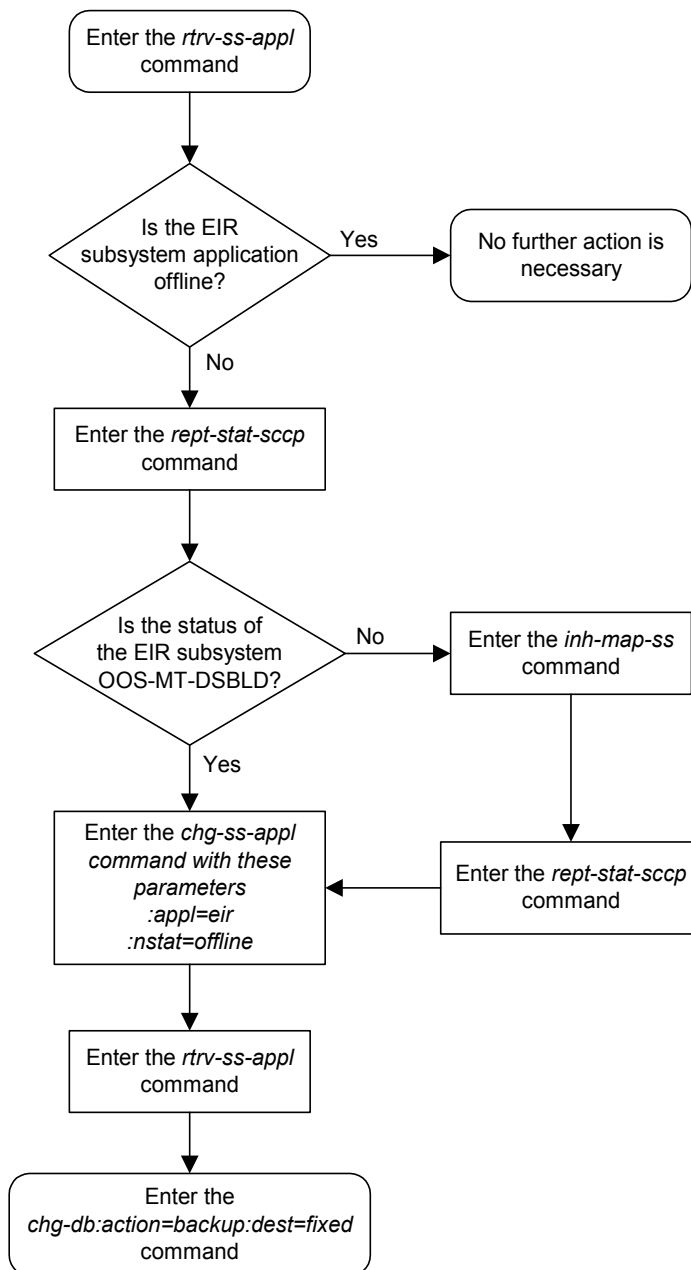 Enter the rtrv-ss-appl
command
Is the EIR
subsystem application
offline?
Yes
No further action is
necessary
No
Enter the rept-stat-sccp
command
Is the status of
the EIR subsystem
OOS-MT-DSBLD?
No
Enter the inh-map-ss
command
Yes
Enter the chg-ss-appl
command with these
parameters
:appl=eir
:nstat=offline
Enter the rept-stat-sccp
command
Enter the rtrv-ss-appl
command
Enter the
chg-db:action=backup:dest=fixed
command